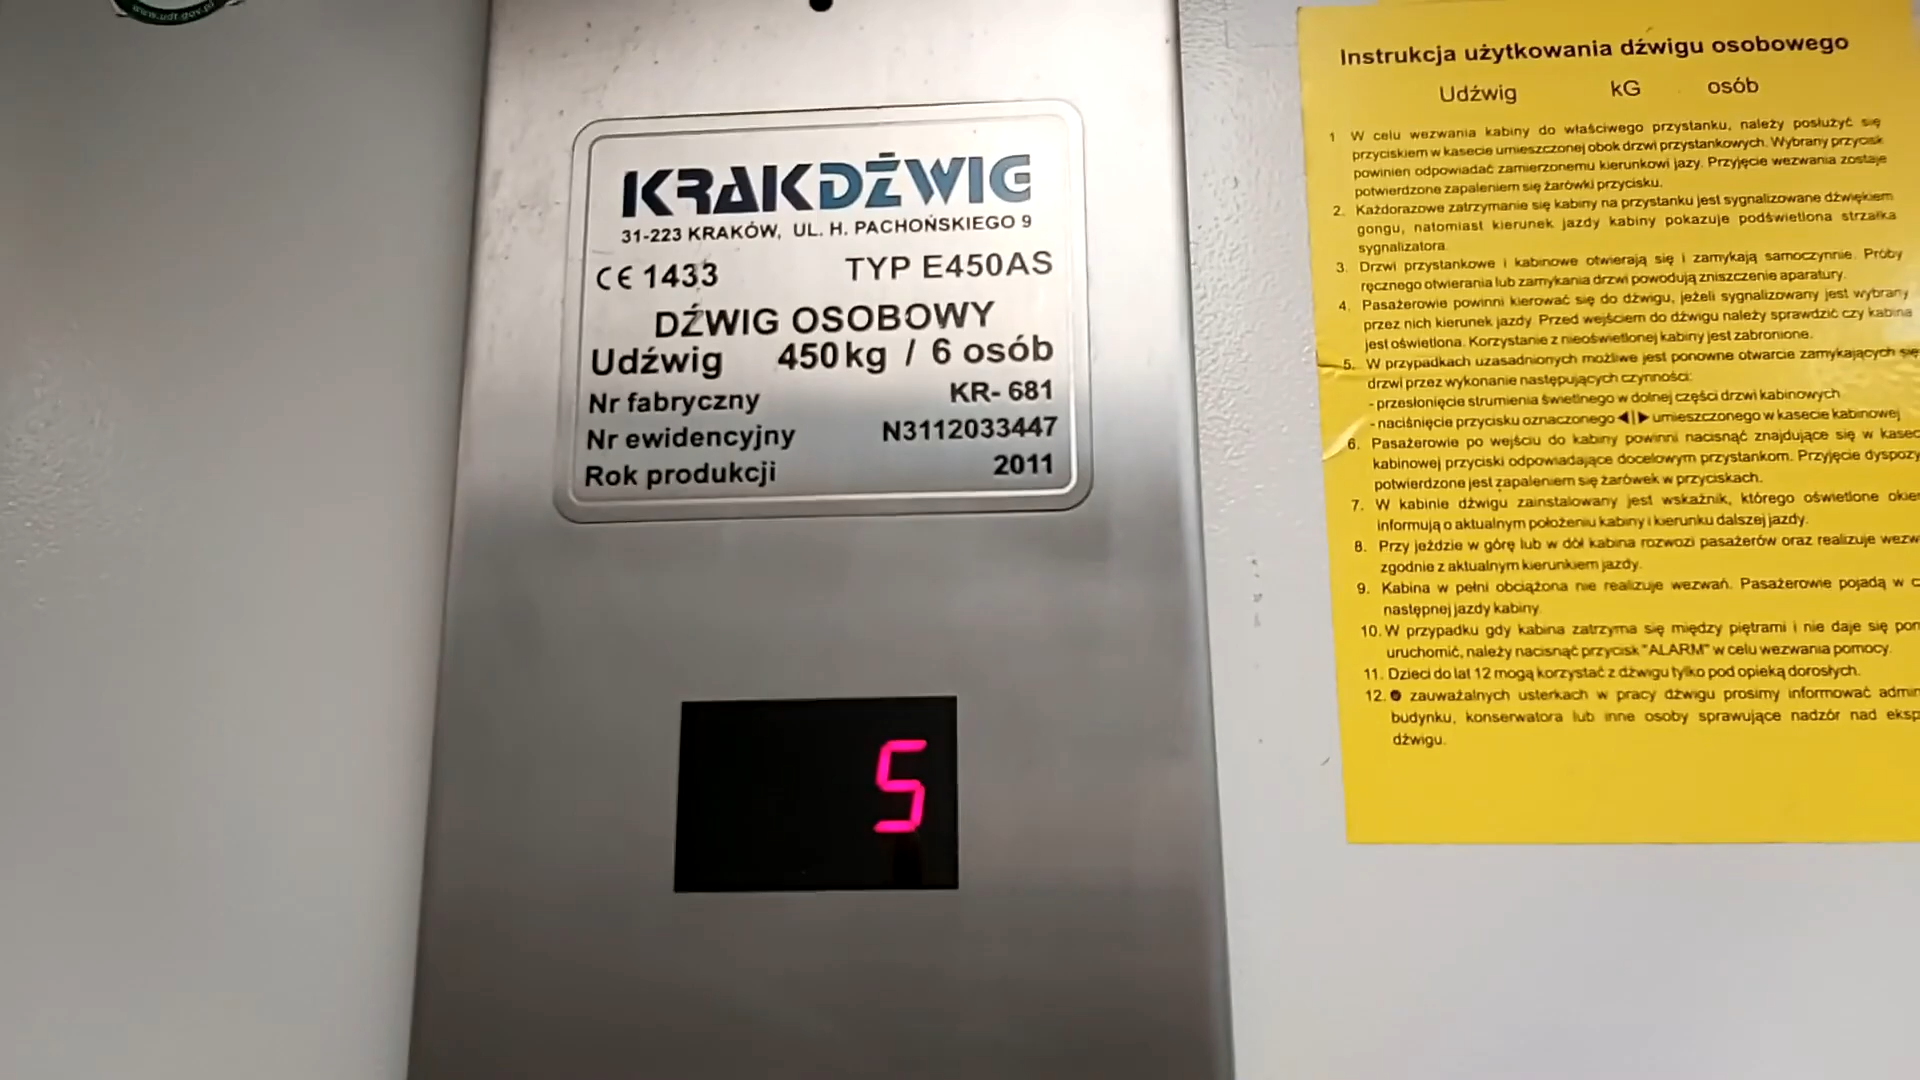 www.udt.gov.pl
KRAKDŹWIG
31-223 KRAKÓW, UL. H. PACHOŃSKIEGO 9
CE 1433 TYP E450AS
DŹWIG OSOBOWY
Udźwig 450kg / 6 osób
Nr fabryczny KR- 681
Nr ewidencyjny N3112033447
Rok produkcji 2011
5
Instrukcja użytkowania dźwigu osobowego
Udźwig kG osób
1 W celu wezwania kabiny do właściwego przystanku, należy posłużyć się
przyciskiem w kasecie umieszczonej obok drzwi przystankowych. Wybrany przycisk
powinien odpowiadać zamierzonemu kierunkowi jazy. Przyjęcie wezwania zostaje
potwierdzone zapaleniem się żarówki przycisku.
2. Każdorazowe zatrzymanie się kabiny na przystanku jest sygnalizowane dźwiękiem
gongu, natomiast kierunek jazdy kabiny pokazuje podświetlona strzałka
sygnalizatora.
3. Drzwi przystankowe i kabinowe otwierają się i zamykają samoczynnie. Próby
ręcznego otwierania lub zamykania drzwi powodują zniszczenie aparatury.
4. Pasażerowie powinni kierować się do dźwigu, jeżeli sygnalizowany jest wybrany
przez nich kierunek jazdy. Przed wejściem do dźwigu należy sprawdzić czy kabina
jest oświetlona. Korzystanie z nieoświetlonej kabiny jest zabronione.
5. W przypadkach uzasadnionych możliwe jest ponowne otwarcie zamykających się
drzwi przez wykonanie następujących czynności:
- przesłonięcie strumienia świetlnego w dolnej części drzwi kabinowych
- naciśnięcie przycisku oznaczonego ◀|▶ umieszczonego w kasecie kabinowej
6. Pasażerowie po wejściu do kabiny powinni nacisnąć znajdujące się w kasec
kabinowej przyciski odpowiadające docelowym przystankom. Przyjęcie dyspozy
potwierdzone jest zapaleniem się żarówek w przyciskach.
7. W kabinie dźwigu zainstalowany jest wskaźnik, którego oświetlone okien
informują o aktualnym położeniu kabiny i kierunku dalszej jazdy.
8. Przy jeździe w górę lub w dół kabina rozwozi pasażerów oraz realizuje wezw
zgodnie z aktualnym kierunkiem jazdy.
9. Kabina w pełni obciążona nie realizuje wezwań. Pasażerowie pojadą w c
następnej jazdy kabiny.
10. W przypadku gdy kabina zatrzyma się między piętrami i nie daje się pon
uruchomić, należy nacisnąć przycisk "ALARM" w celu wezwania pomocy.
11. Dzieci do lat 12 mogą korzystać z dźwigu tylko pod opieką dorosłych.
12. O zauważalnych usterkach w pracy dźwigu prosimy informować admin
budynku, konserwatora lub inne osoby sprawujące nadzór nad eksp
dźwigu.